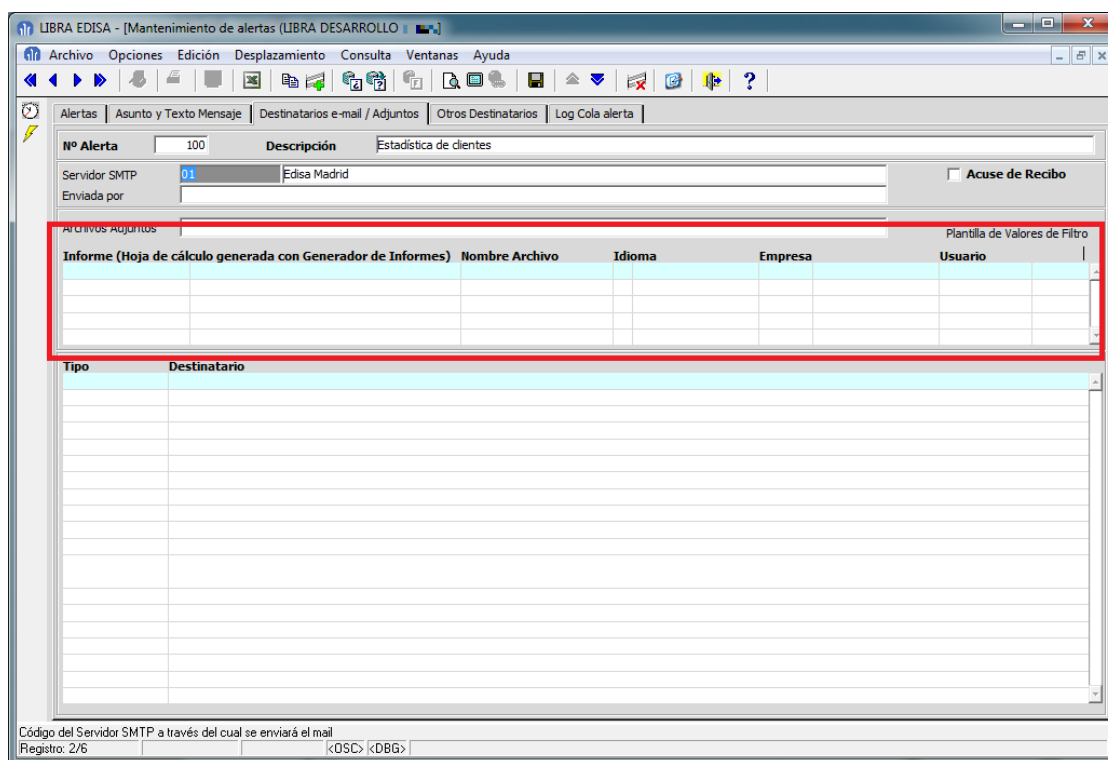 LIBRA EDISA - [Mantenimiento de alertas (LIBRA DESARROLLO
Archivo Opciones Edición Desplazamiento Consulta Ventanas Ayuda
Alertas Asunto y Texto Mensaje Destinatarios e-mail / Adjuntos Otros Destinatarios Log Cola alerta
Nº Alerta 100 Descripción Estadística de clientes
Servidor SMTP 01 Edisa Madrid Acuse de Recibo
Enviada por
Archivos Adjuntos
Plantilla de Valores de Filtro
Informe (Hoja de cálculo generada con Generador de Informes) Nombre Archivo Idioma Empresa Usuario
Tipo Destinatario
Código del Servidor SMTP a través del cual se enviará el mail
Registro: 2/6 <OSC> <DBG>